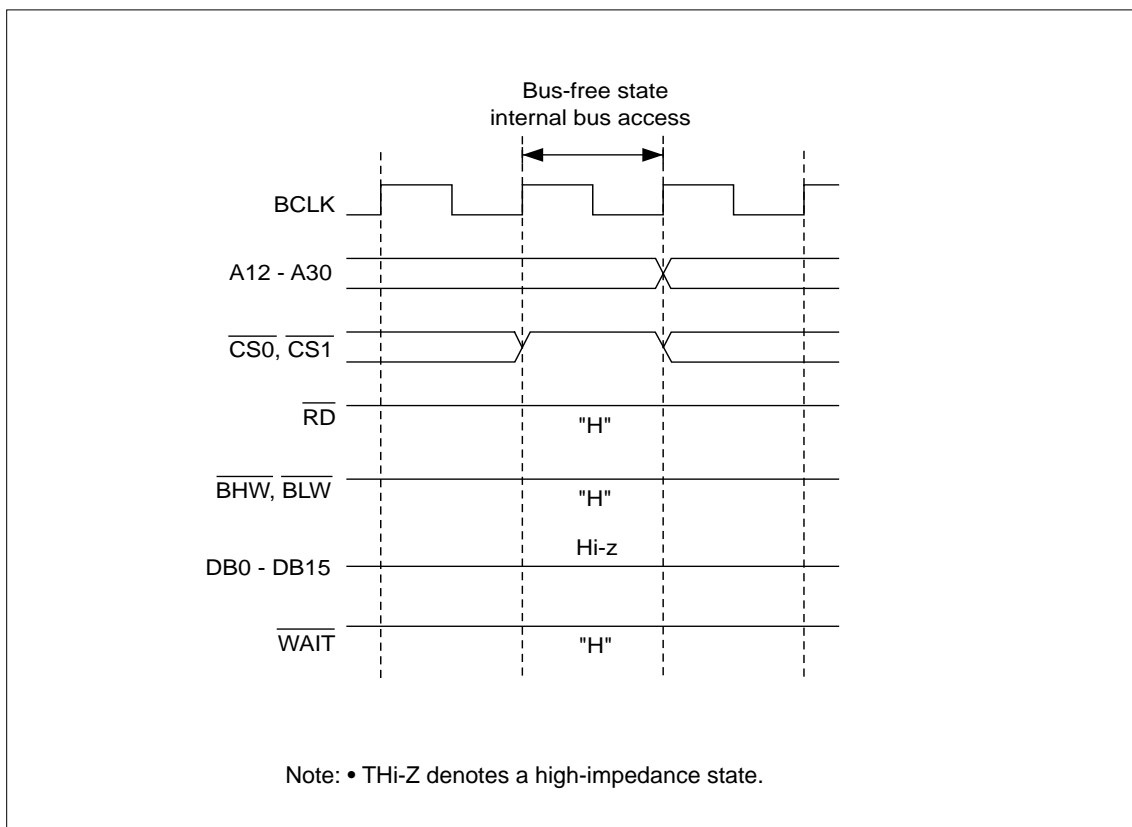 Bus-free state
internal bus access
BCLK
A12 - A30
CS0, CS1
RD
"H"
BHW, BLW
"H"
Hi-z
DB0 - DB15
WAIT
"H"
Note: • THi-Z denotes a high-impedance state.